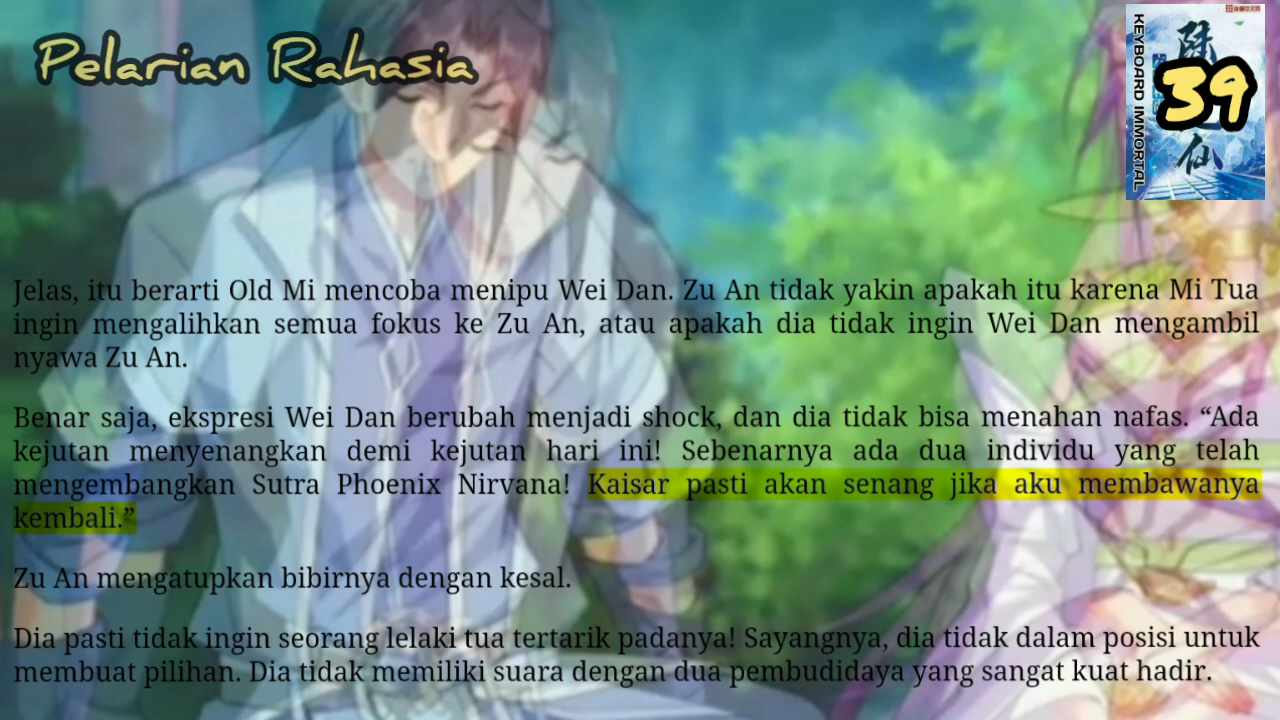 Pelarian Rahasia
KEYBOARD IMMORTAL
39
仙
Jelas, itu berarti Old Mi mencoba menipu Wei Dan. Zu An tidak yakin apakah itu karena Mi Tua
ingin mengalihkan semua fokus ke Zu An, atau apakah dia tidak ingin Wei Dan mengambil
nyawa Zu An.
Benar saja, ekspresi Wei Dan berubah menjadi shock, dan dia tidak bisa menahan nafas. “Ada
kejutan menyenangkan demi kejutan hari ini! Sebenarnya ada dua individu yang telah
mengembangkan Sutra Phoenix Nirvana! Kaisar pasti akan senang jika aku membawanya
kembali.”
Zu An mengatupkan bibirnya dengan kesal.
Dia pasti tidak ingin seorang lelaki tua tertarik padanya! Sayangnya, dia tidak dalam posisi untuk
membuat pilihan. Dia tidak memiliki suara dengan dua pembudidaya yang sangat kuat hadir.